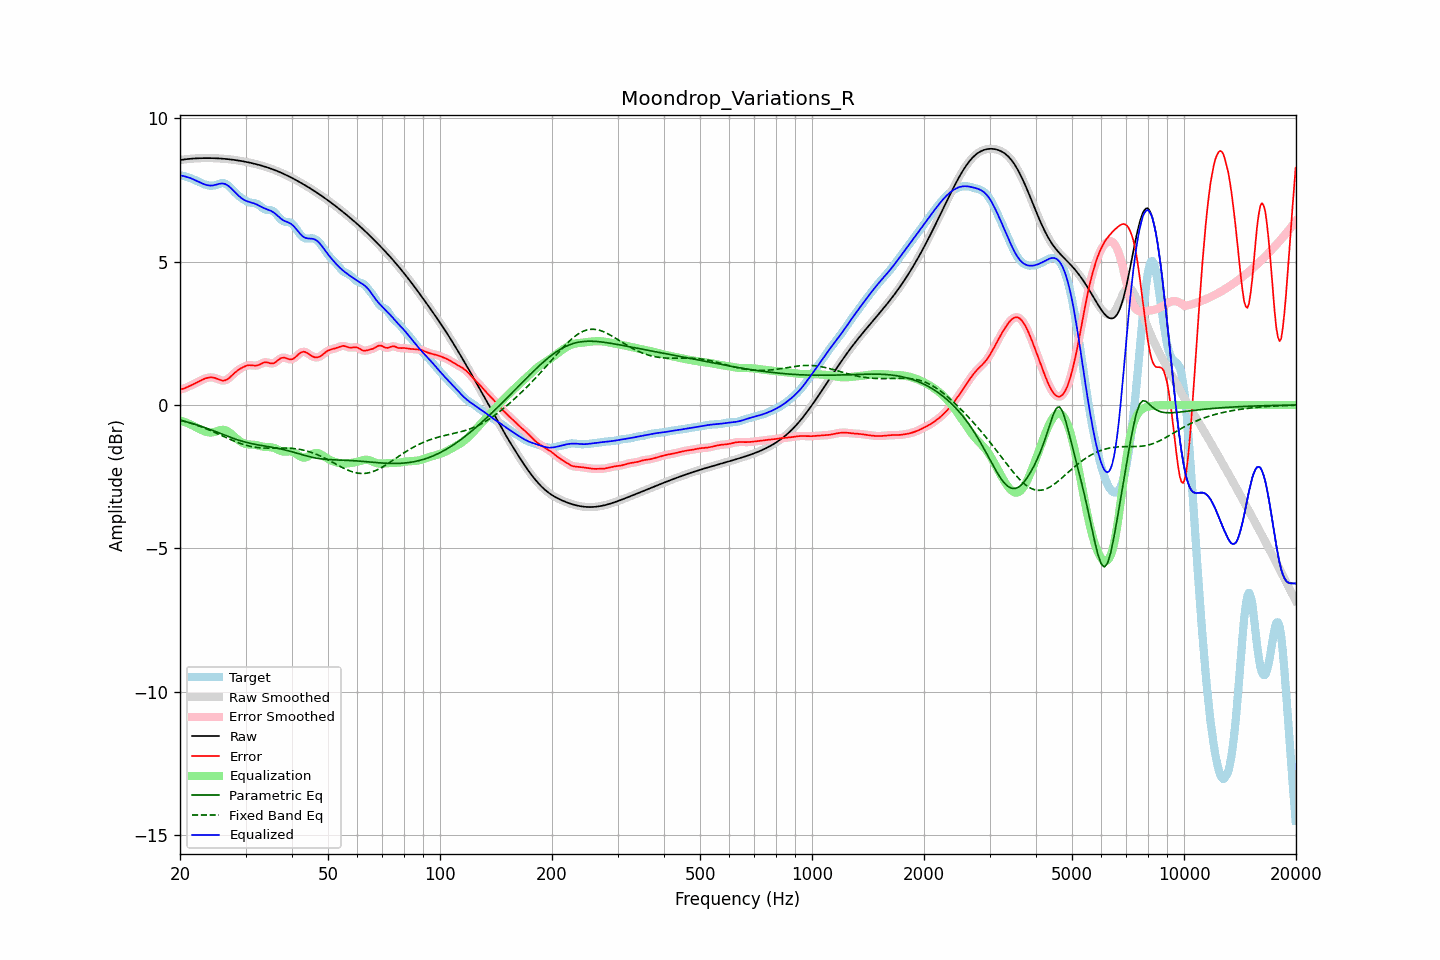 Moondrop_Variations_R
10
5
0
−5
−10
−15
Amplitude (dBr)
Target
Raw Smoothed
Error Smoothed
Raw
Error
Equalization
Parametric Eq
Fixed Band Eq
Equalized
20 50 100 200 500 1000 2000 5000 10000 20000
Frequency (Hz)